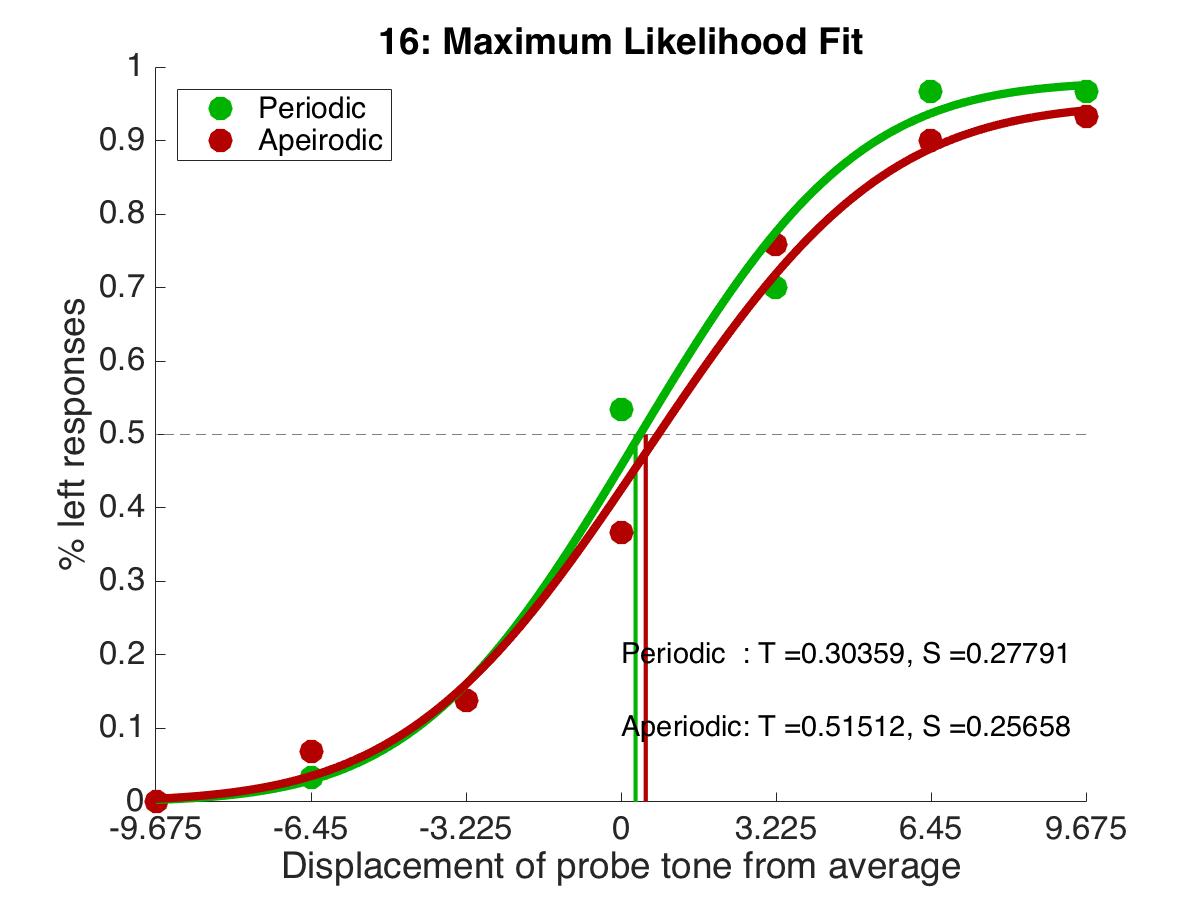 16: Maximum Likelihood Fit
1
Periodic
Apeirodic
0.9
0.8
0.7
0.6
0.5
0.4
0.3
0.2
0.1
0
% left responses
Periodic : T =0.30359, S =0.27791
Aperiodic: T =0.51512, S =0.25658
-9.675 -6.45 -3.225 0 3.225 6.45 9.675
Displacement of probe tone from average